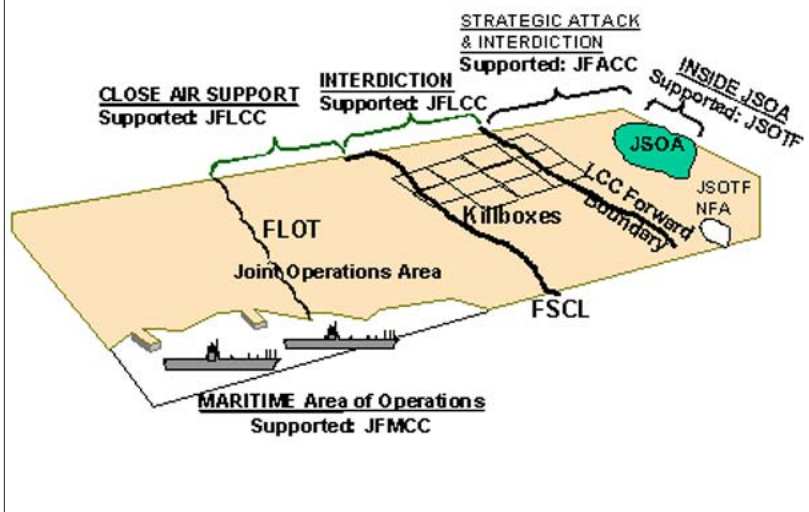 STRATEGIC ATTACK
& INTERDICTION
Supported: JFACC
INTERDICTION
Supported: JFLCC
CLOSE AIR SUPPORT
Supported: JFLCC
INSIDE JSOA
Supported: JSOTF
JSOA
JSOTF
NFA
LCC Forward
Boundary
Killboxes
FLOT
Joint Operations Area
FSCL
MARITIME Area of Operations
Supported: JFMCC